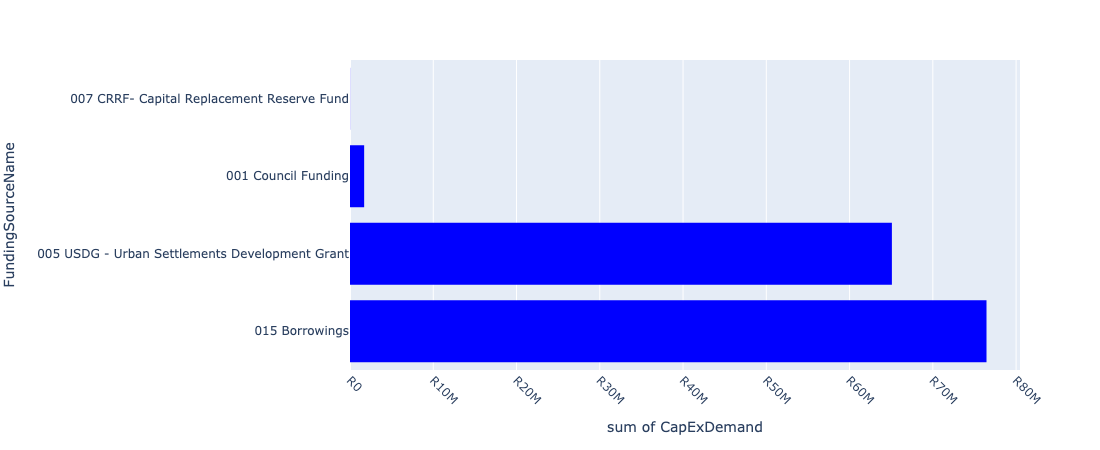 007 CRRF- Capital Replacement Reserve Fund
001 Council Funding
005 USDG - Urban Settlements Development Grant
015 Borrowings
FundingSourceName
R0
R10M
R20M
R30M
R40M
R50M
R60M
R70M
R80M
sum of CapExDemand